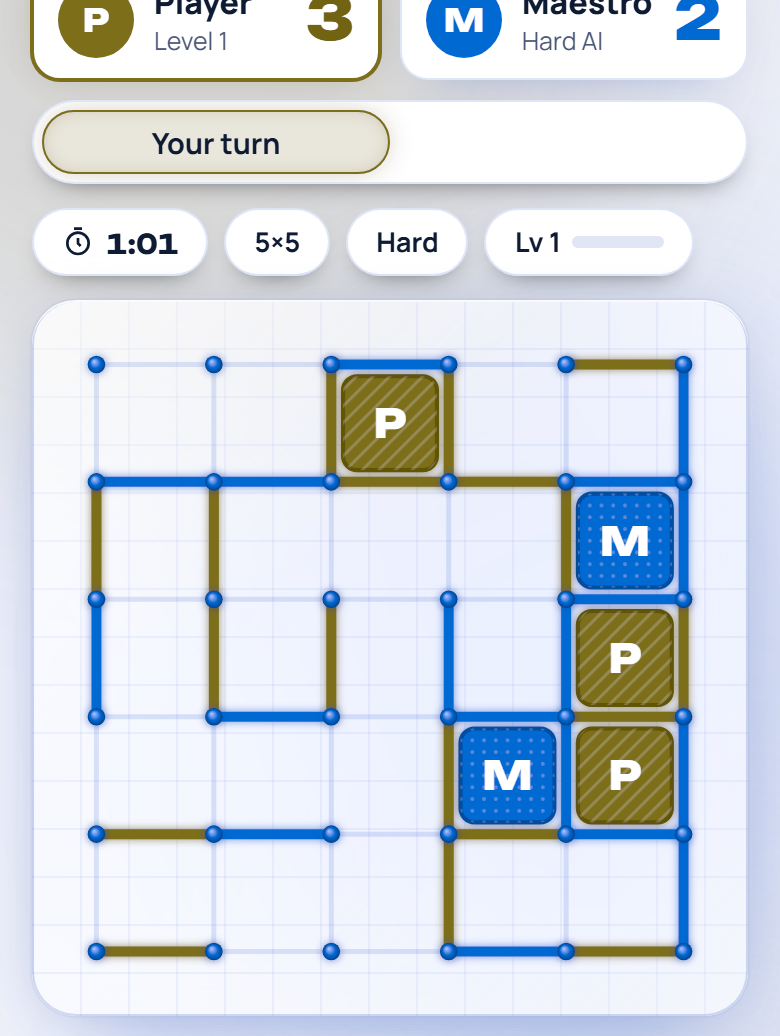 P Player 3 M Maestro 2
Level 1 Hard AI
Your turn
1:01 5×5 Hard Lv 1
P
M
P
M P